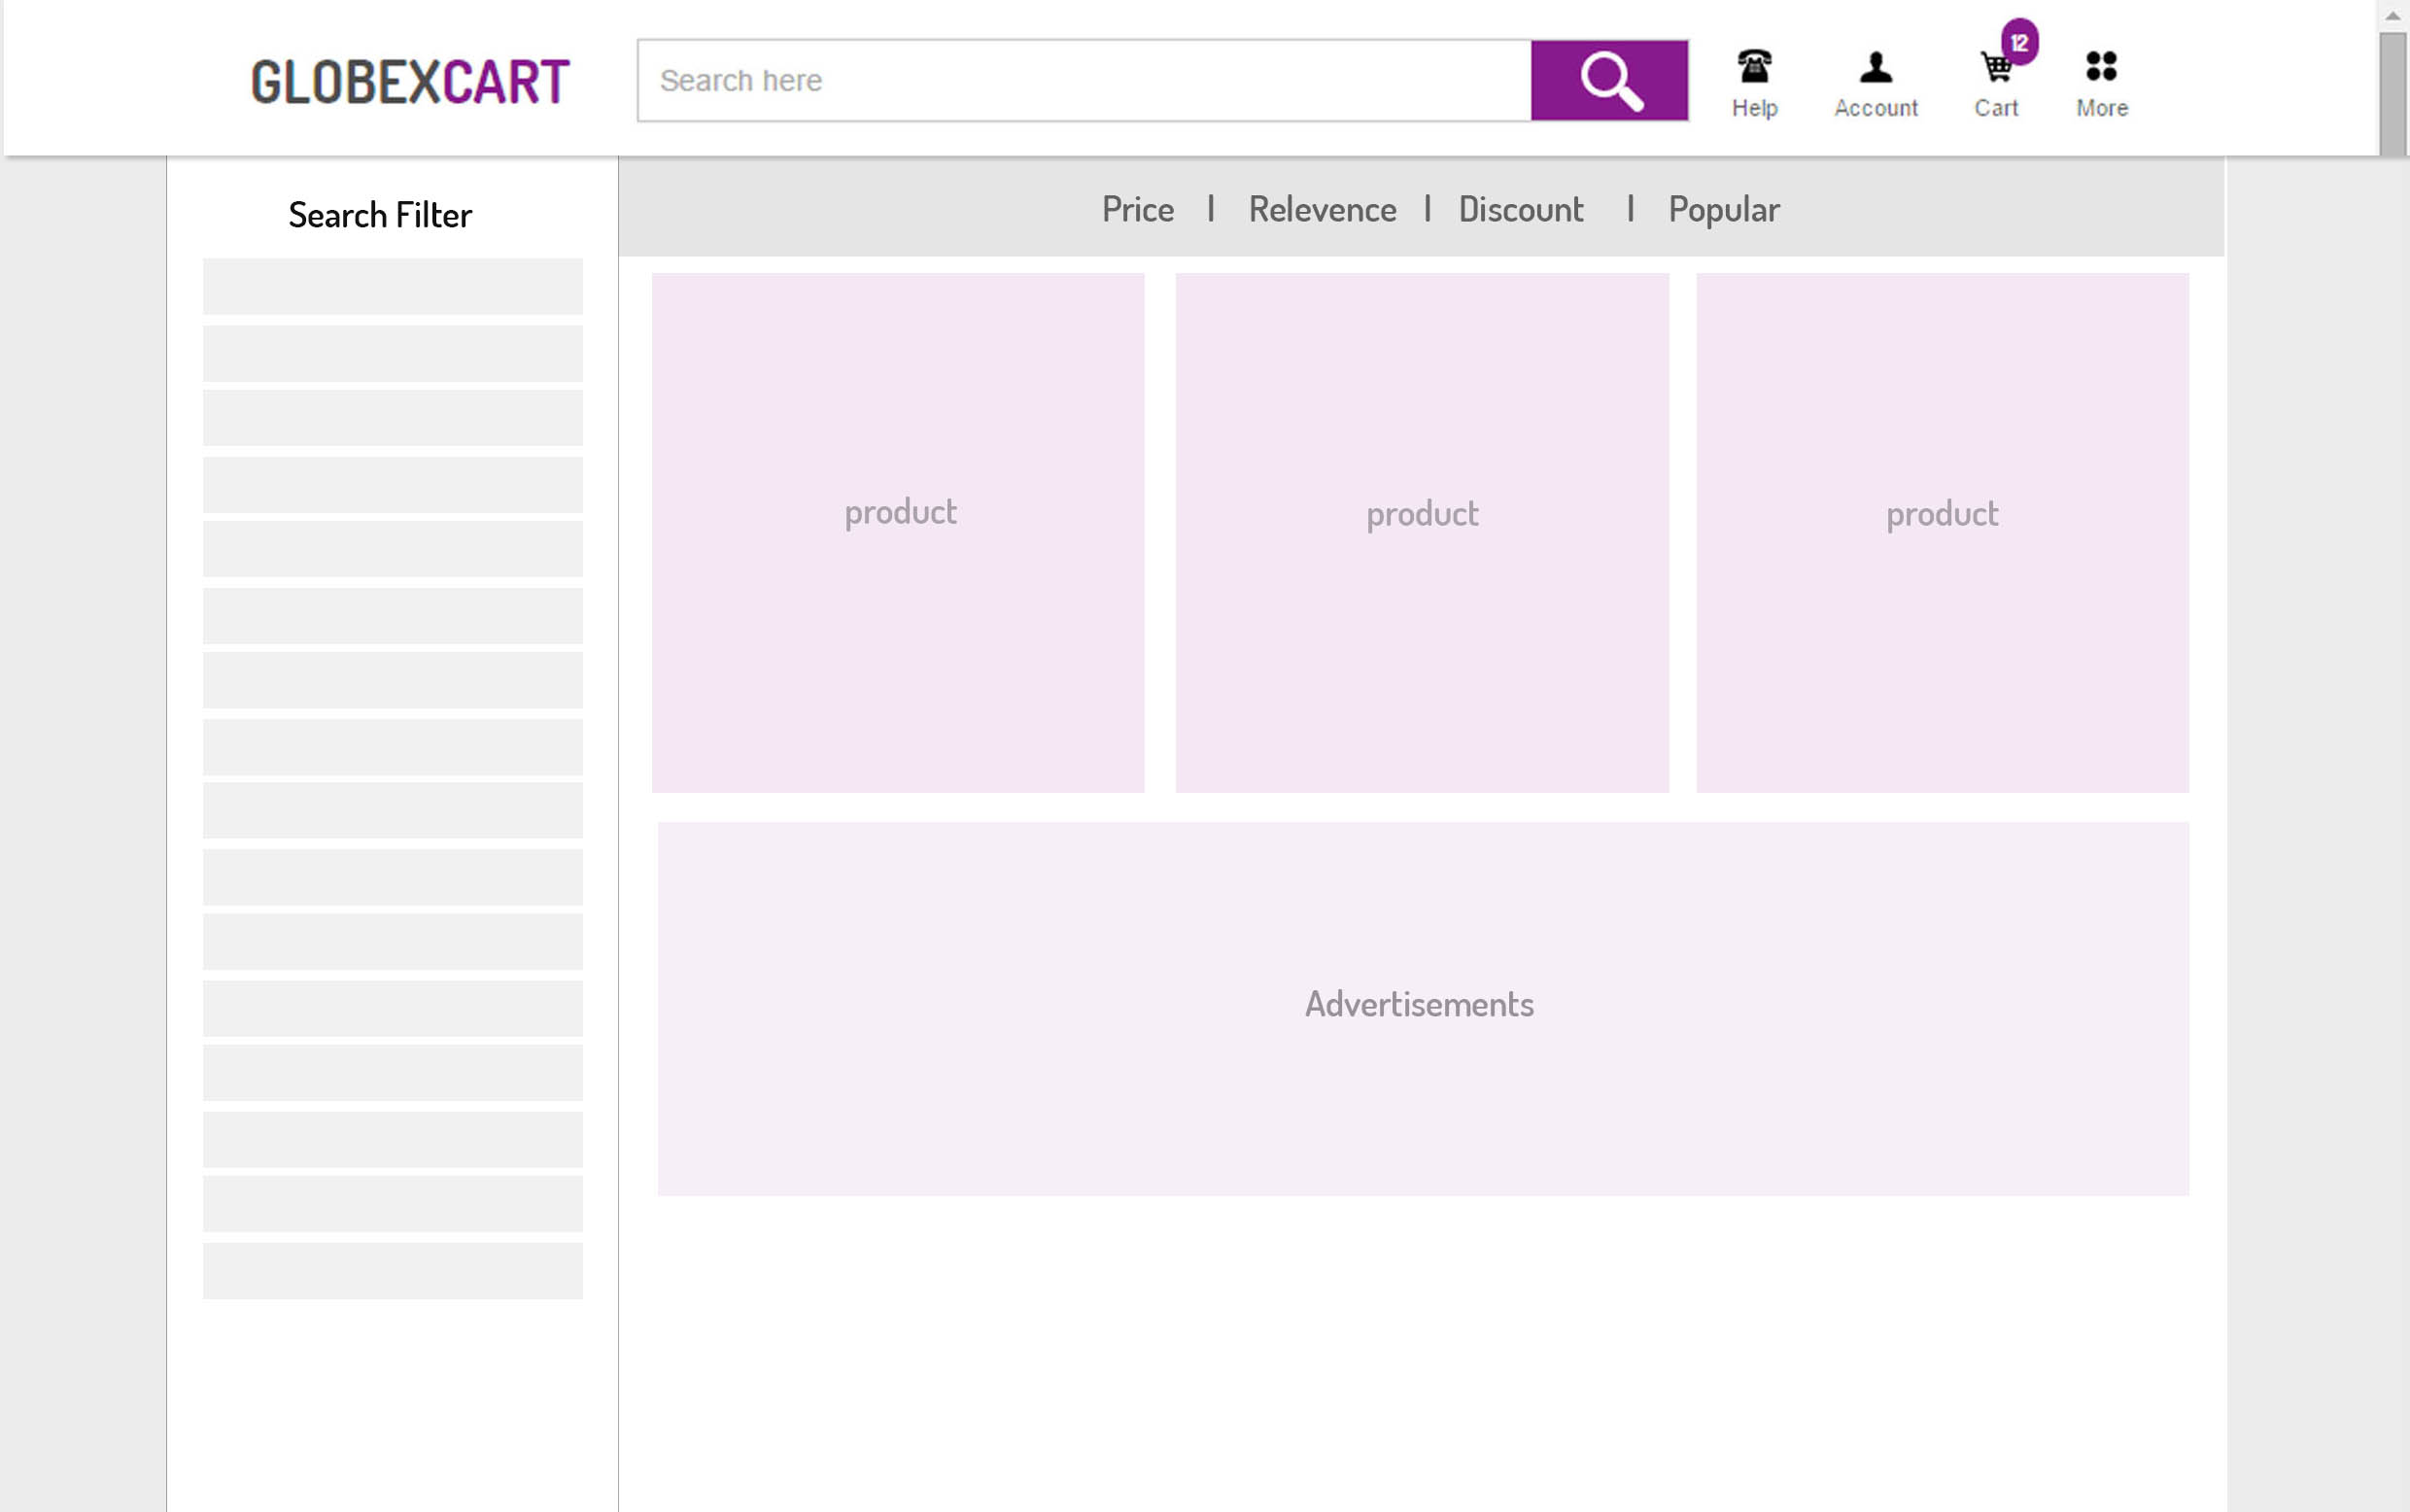 GLOBEXCART
Search here
12
Help Account Cart More
Search Filter
Price | Relevence | Discount | Popular
product product product
Advertisements